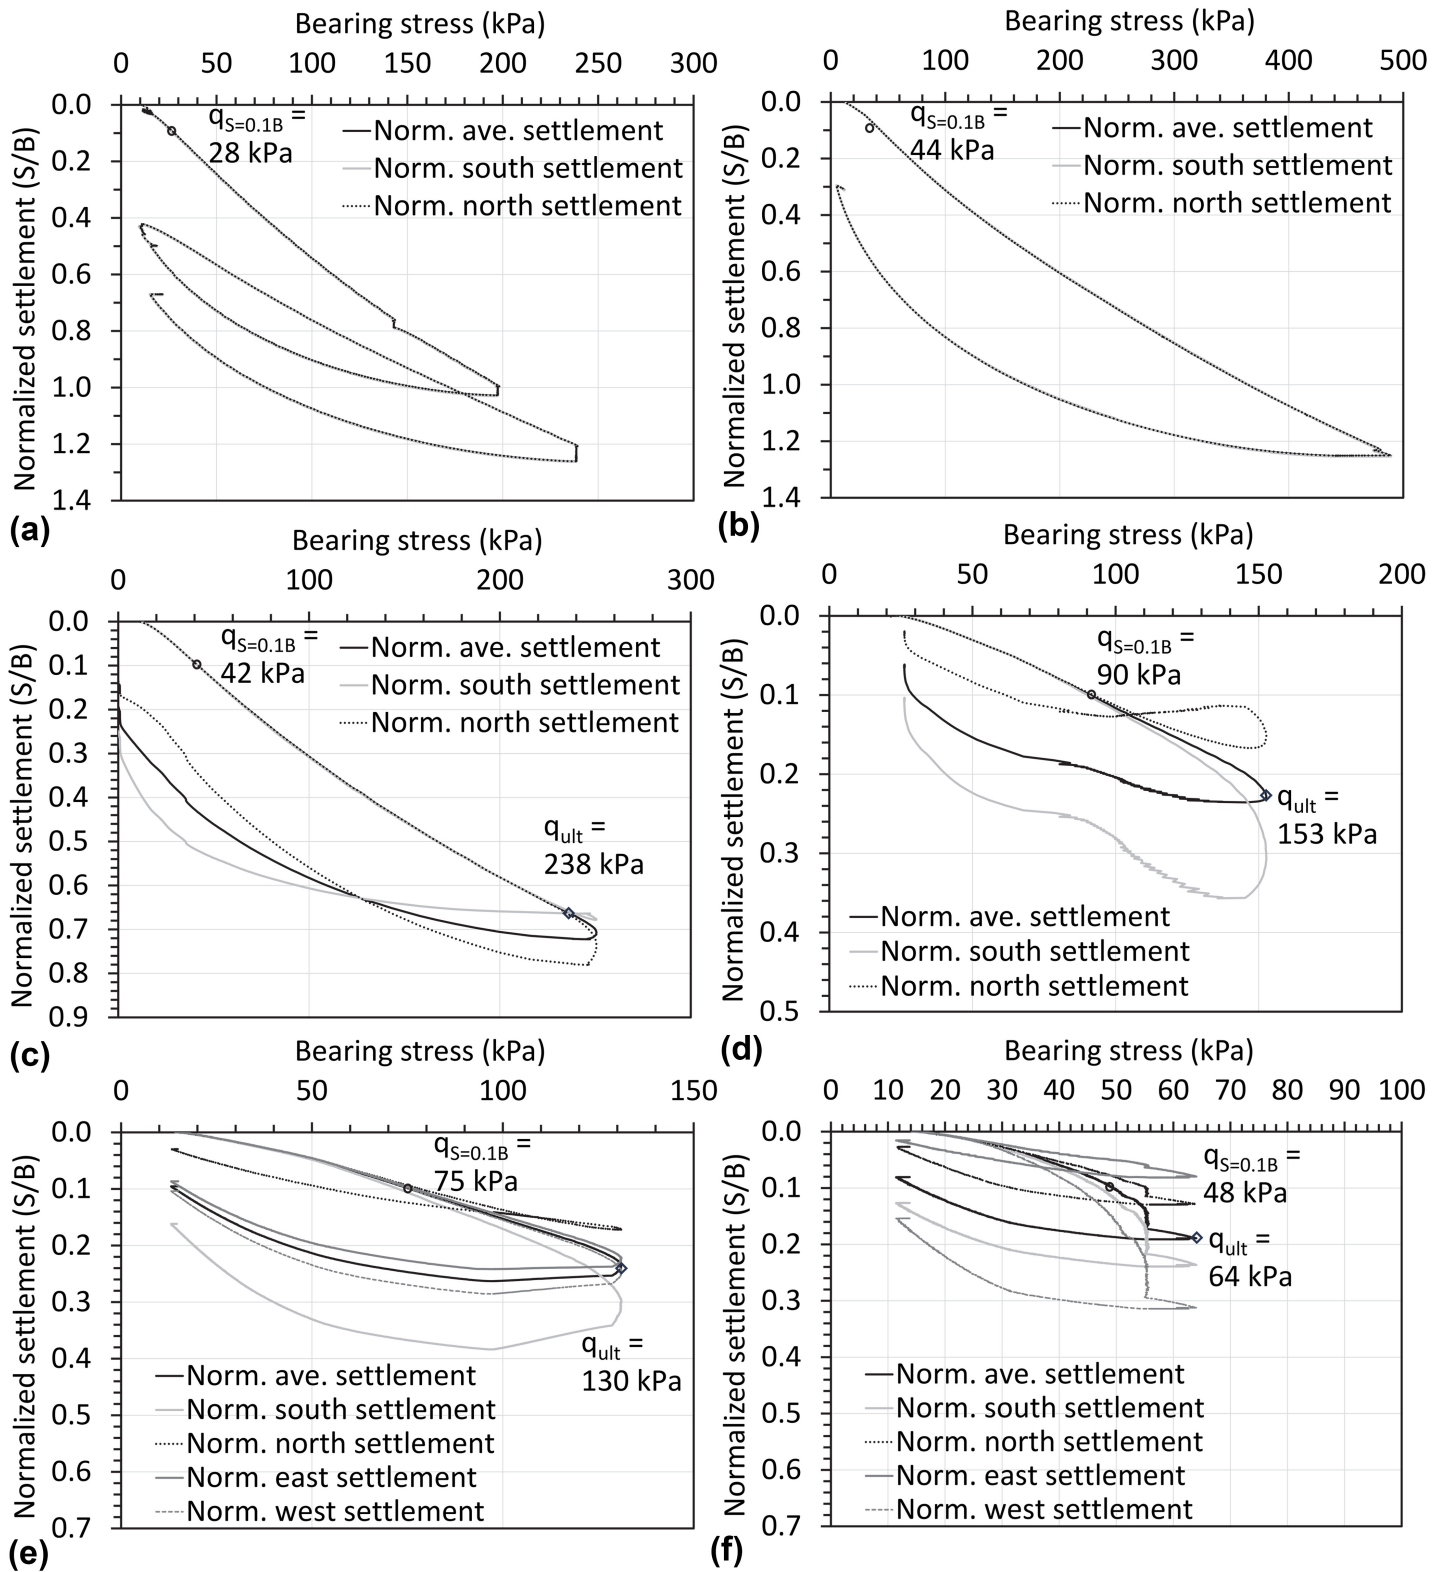 Bearing stress (kPa)
0 50 100 150 200 250 300
0.0
0.2
0.4
0.6
0.8
1.0
1.2
1.4
Normalized settlement (S/B)
qS=0.1B =
28 kPa
Norm. ave. settlement
Norm. south settlement
Norm. north settlement
(a)
Bearing stress (kPa)
0 100 200 300 400 500
0.0
0.2
0.4
0.6
0.8
1.0
1.2
1.4
Normalized settlement (S/B)
qS=0.1B =
44 kPa
Norm. ave. settlement
Norm. south settlement
Norm. north settlement
(b)
Bearing stress (kPa)
0 100 200 300
0.0
0.1
0.2
0.3
0.4
0.5
0.6
0.7
0.8
0.9
Normalized settlement (S/B)
qS=0.1B =
42 kPa
Norm. ave. settlement
Norm. south settlement
Norm. north settlement
qult =
238 kPa
(c)
Bearing stress (kPa)
0 50 100 150 200
0.0
0.1
0.2
0.3
0.4
0.5
Normalized settlement (S/B)
qS=0.1B =
90 kPa
qult =
153 kPa
Norm. ave. settlement
Norm. south settlement
Norm. north settlement
(d)
Bearing stress (kPa)
0 50 100 150
0.0
0.1
0.2
0.3
0.4
0.5
0.6
0.7
Normalized settlement (S/B)
qS=0.1B =
75 kPa
qult =
130 kPa
Norm. ave. settlement
Norm. south settlement
Norm. north settlement
Norm. east settlement
Norm. west settlement
(e)
Bearing stress (kPa)
0 10 20 30 40 50 60 70 80 90 100
0.0
0.1
0.2
0.3
0.4
0.5
0.6
0.7
Normalized settlement (S/B)
qS=0.1B =
48 kPa
qult =
64 kPa
Norm. ave. settlement
Norm. south settlement
Norm. north settlement
Norm. east settlement
Norm. west settlement
(f)